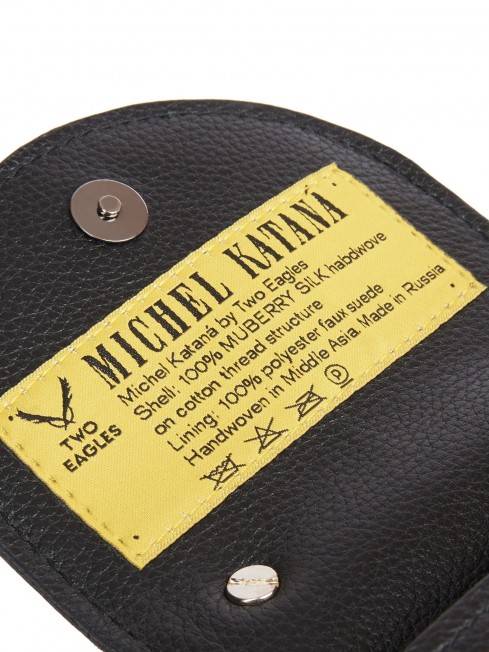 MICHEL KATANÁ
Michel Kataná by Two Eagles
Shell: 100% MUBERRY SILK habdwove
on cotton thread structure
Lining: 100% polyester faux suede
Handwoven in Middle Asia. Made in Russia
P
TWO
EAGLES